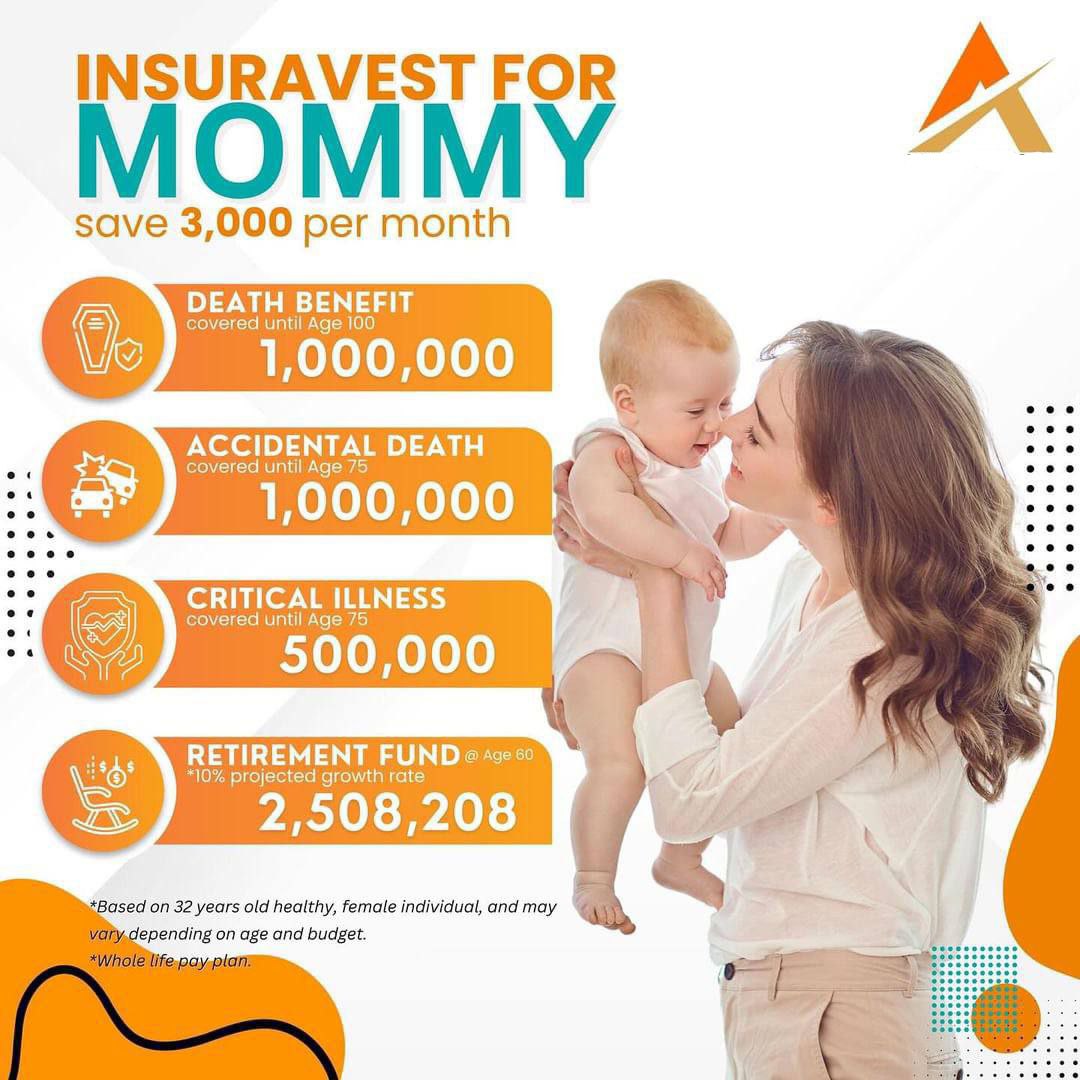 INSURAVEST FOR
MOMMY
save 3,000 per month
DEATH BENEFIT
covered until Age 100
1,000,000
ACCIDENTAL DEATH
covered until Age 75
1,000,000
CRITICAL ILLNESS
covered until Age 75
500,000
RETIREMENT FUND @ Age 60
*10% projected growth rate
2,508,208
*Based on 32 years old healthy, female individual, and may
vary depending on age and budget.
*Whole life pay plan.